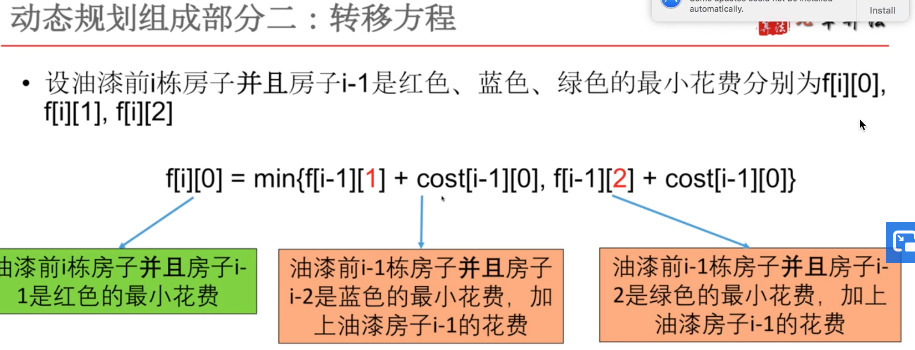 Some updates could not be installed
automatically.
Install
动态规划组成部分二：转移方程
• 设油漆前i栋房子并且房子i-1是红色、蓝色、绿色的最小花费分别为f[i][0],
f[i][1], f[i][2]
f[i][0] = min{f[i-1][1] + cost[i-1][0], f[i-1][2] + cost[i-1][0]}
油漆前i栋房子并且房子i-
1是红色的最小花费
油漆前i-1栋房子并且房子
i-2是蓝色的最小花费，加
上油漆房子i-1的花费
油漆前i-1栋房子并且房子i-
2是绿色的最小花费，加上
油漆房子i-1的花费